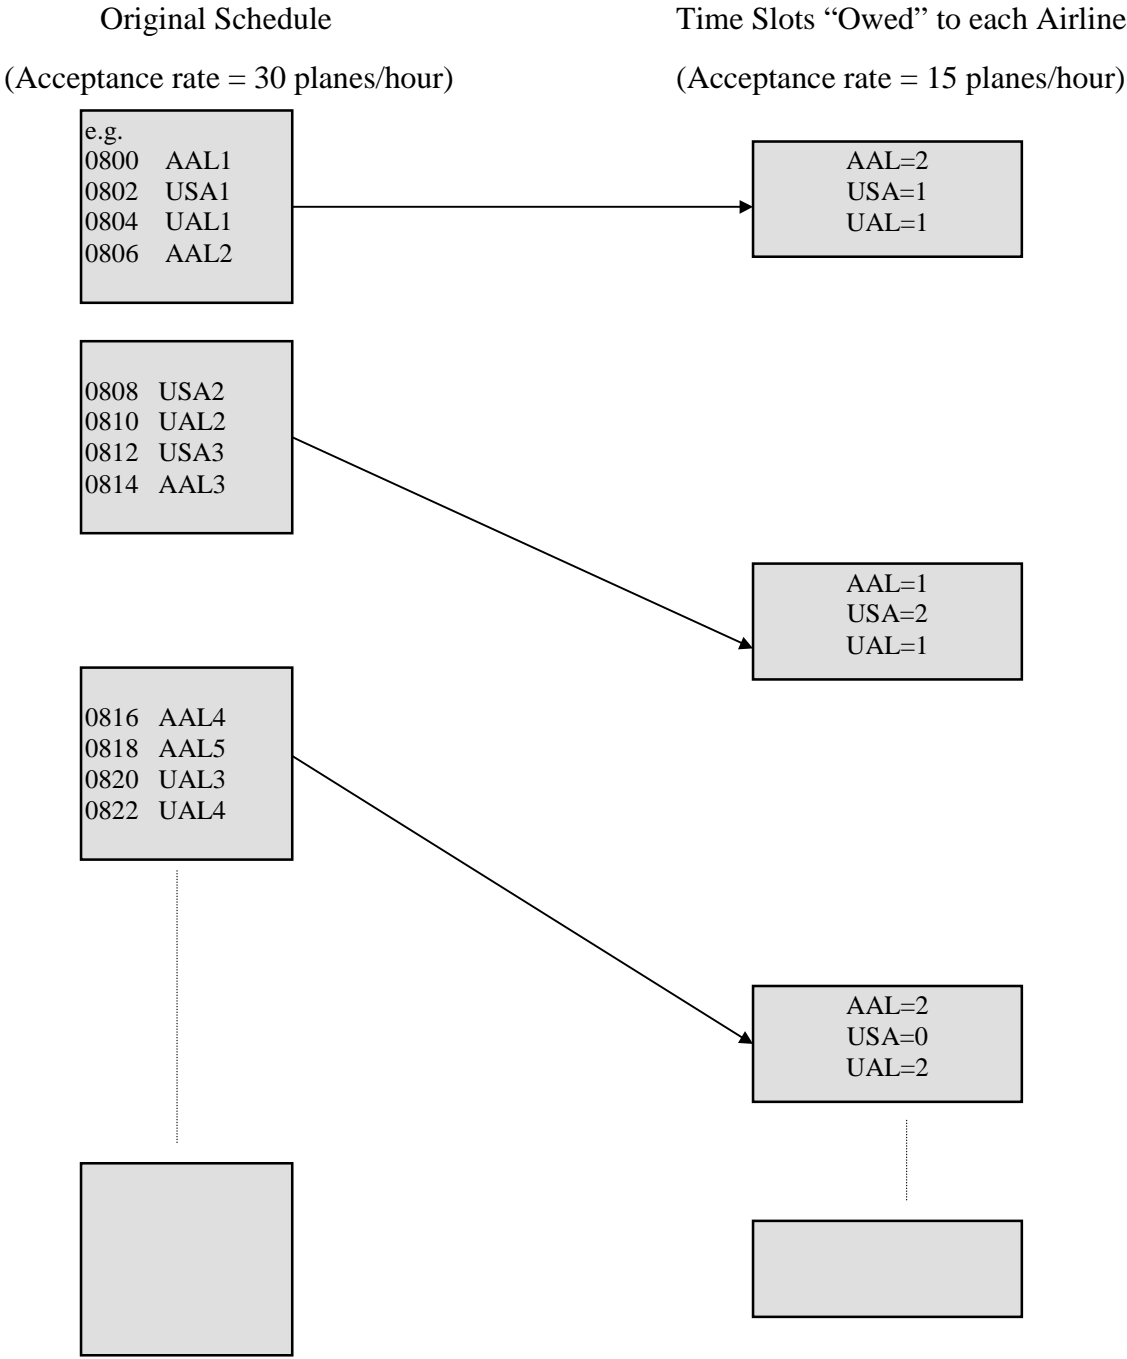 Original Schedule
(Acceptance rate = 30 planes/hour)
e.g.
0800 AAL1
0802 USA1
0804 UAL1
0806 AAL2
0808 USA2
0810 UAL2
0812 USA3
0814 AAL3
0816 AAL4
0818 AAL5
0820 UAL3
0822 UAL4
Time Slots “Owed” to each Airline
(Acceptance rate = 15 planes/hour)
AAL=2
USA=1
UAL=1
AAL=1
USA=2
UAL=1
AAL=2
USA=0
UAL=2